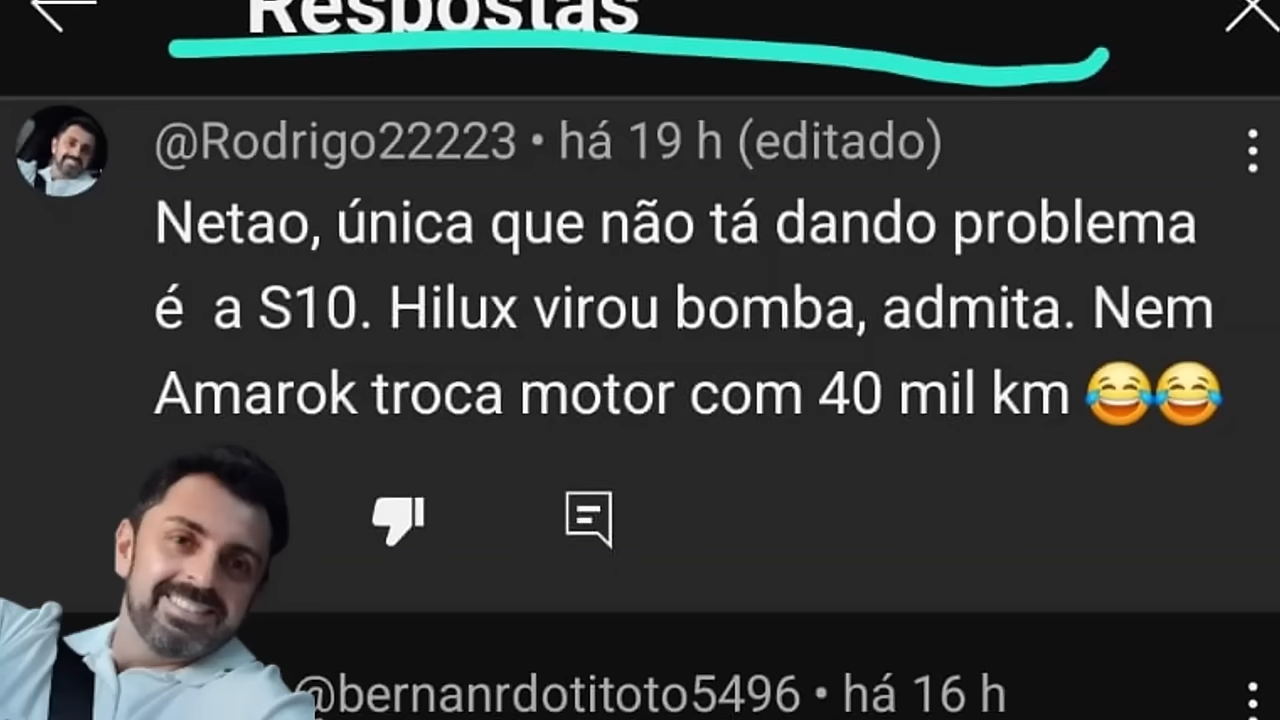 Respostas
@Rodrigo22223 • há 19 h (editado)
Netao, única que não tá dando problema
é  a S10. Hilux virou bomba, admita. Nem
Amarok troca motor com 40 mil km 😂😂
@bernanrdotitoto5496 • há 16 h